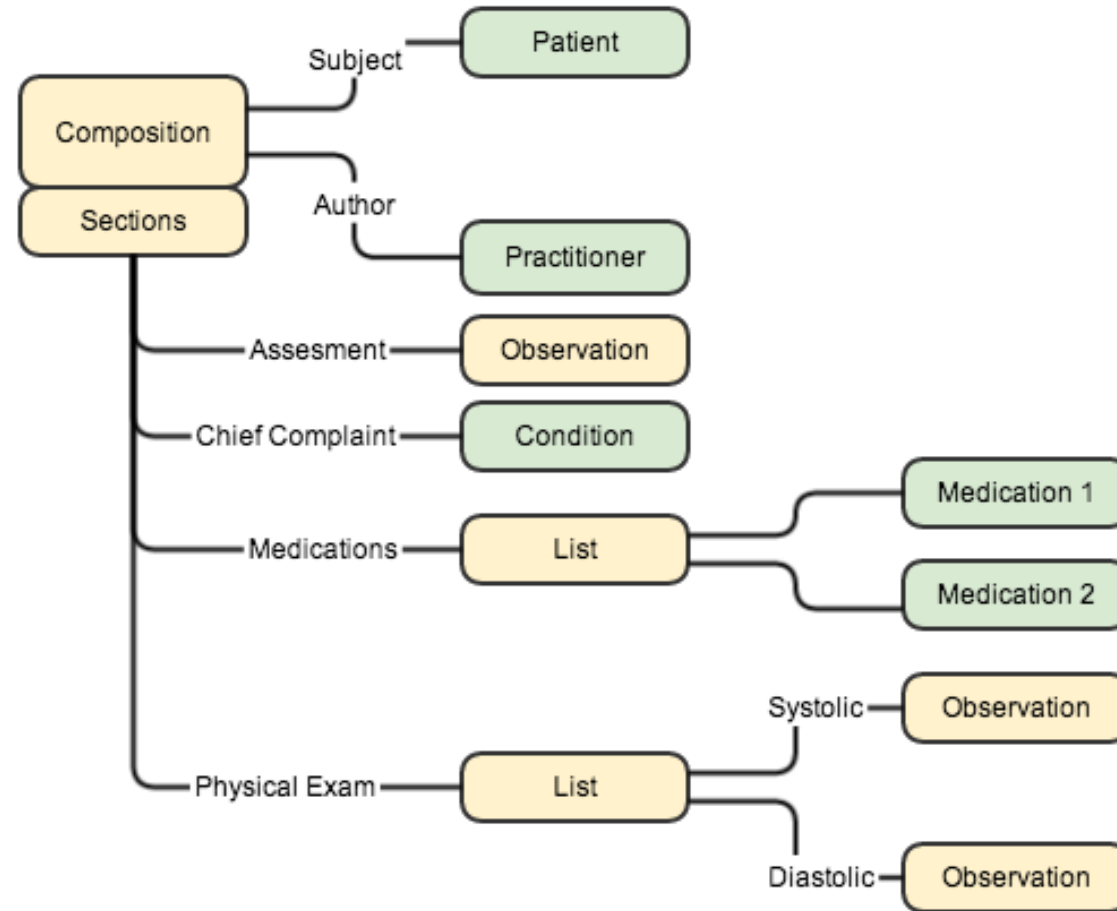 Patient
Subject
Composition
Author
Sections
Practitioner
Assesment
Observation
Chief Complaint
Condition
Medication 1
Medications
List
Medication 2
Systolic
Observation
Physical Exam
List
Diastolic
Observation